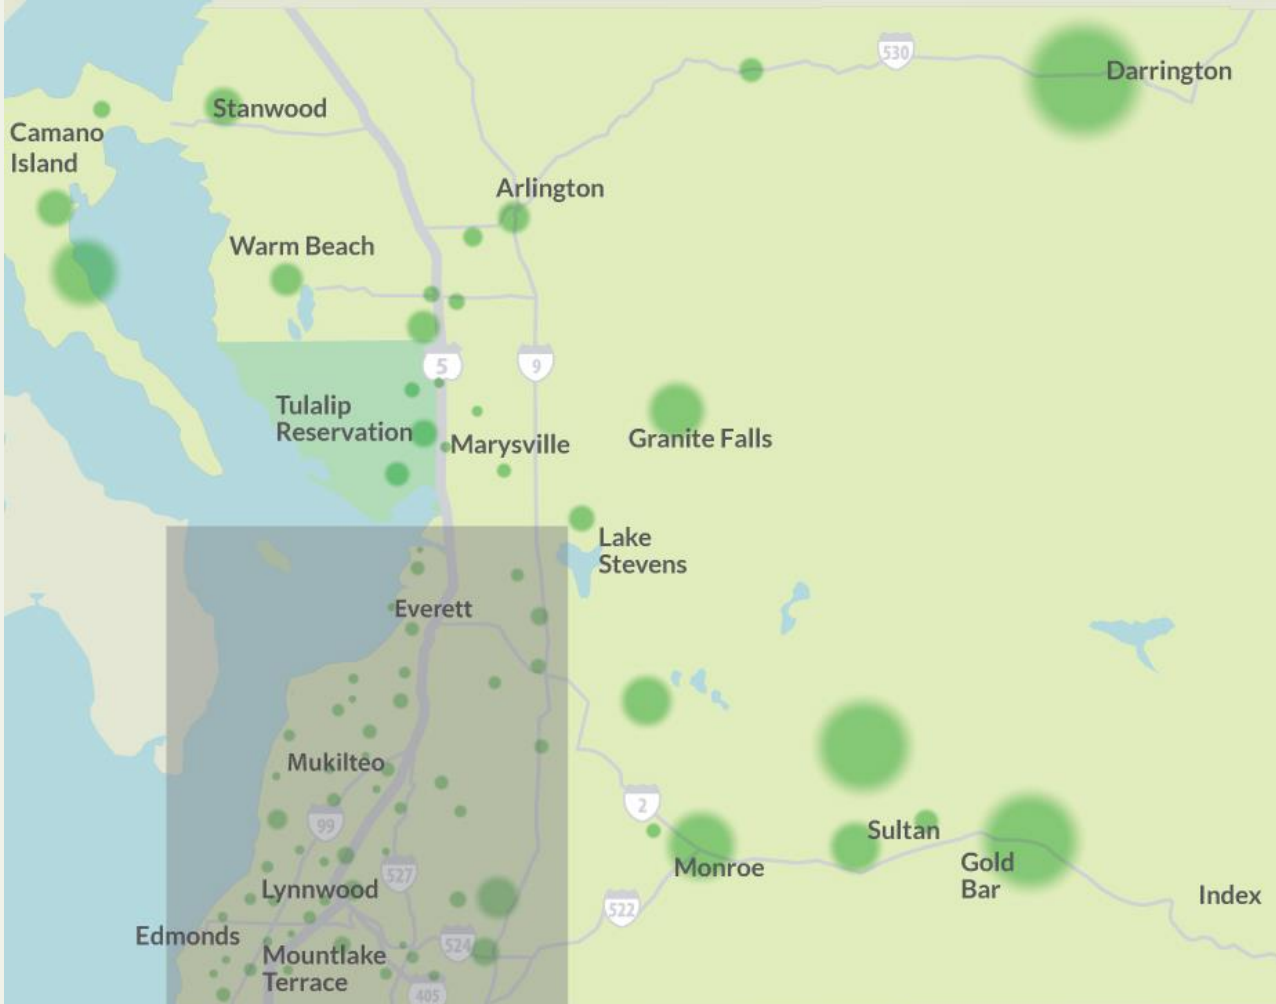 530
Darrington
Stanwood
Camano
Island
Arlington
Warm Beach
5
9
Tulalip
Reservation
Marysville
Granite Falls
Lake
Stevens
Everett
Mukilteo
2
99
Sultan
Monroe
Gold
Bar
527
Lynnwood
Index
522
Edmonds
524
Mountlake
Terrace
405